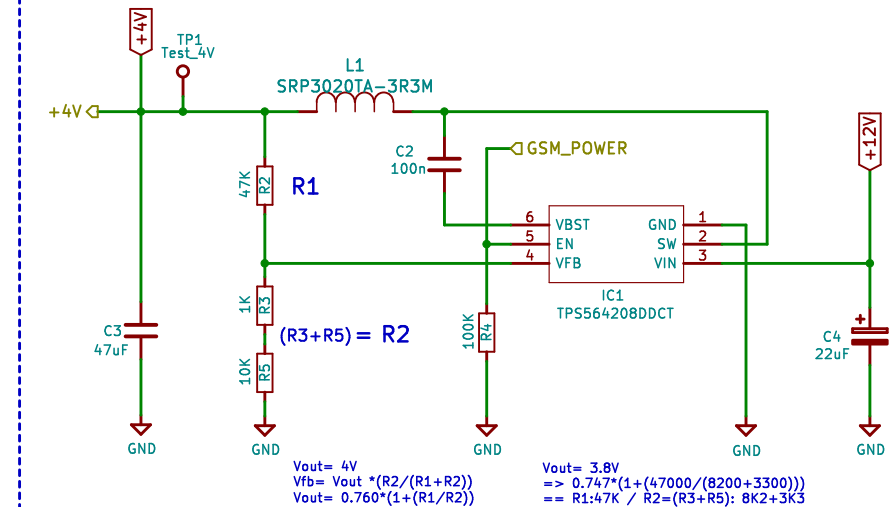 +4V
TP1
Test_4V
L1
SRP3020TA-3R3M
+4V
+12V
C2
100n
GSM_POWER
47K
R2
R1
6
VBST
GND
1
5
EN
SW
2
4
VFB
VIN
3
IC1
TPS564208DDCT
1K
R3
C3
47uF
(R3+R5)= R2
100K
R4
C4
22uF
10K
R5
GND
GND
GND
GND
GND
Vout= 4V
Vfb= Vout *(R2/(R1+R2))
Vout= 0.760*(1+(R1/R2))
Vout= 3.8V
=> 0.747*(1+(47000/(8200+3300)))
== R1:47K / R2=(R3+R5): 8K2+3K3